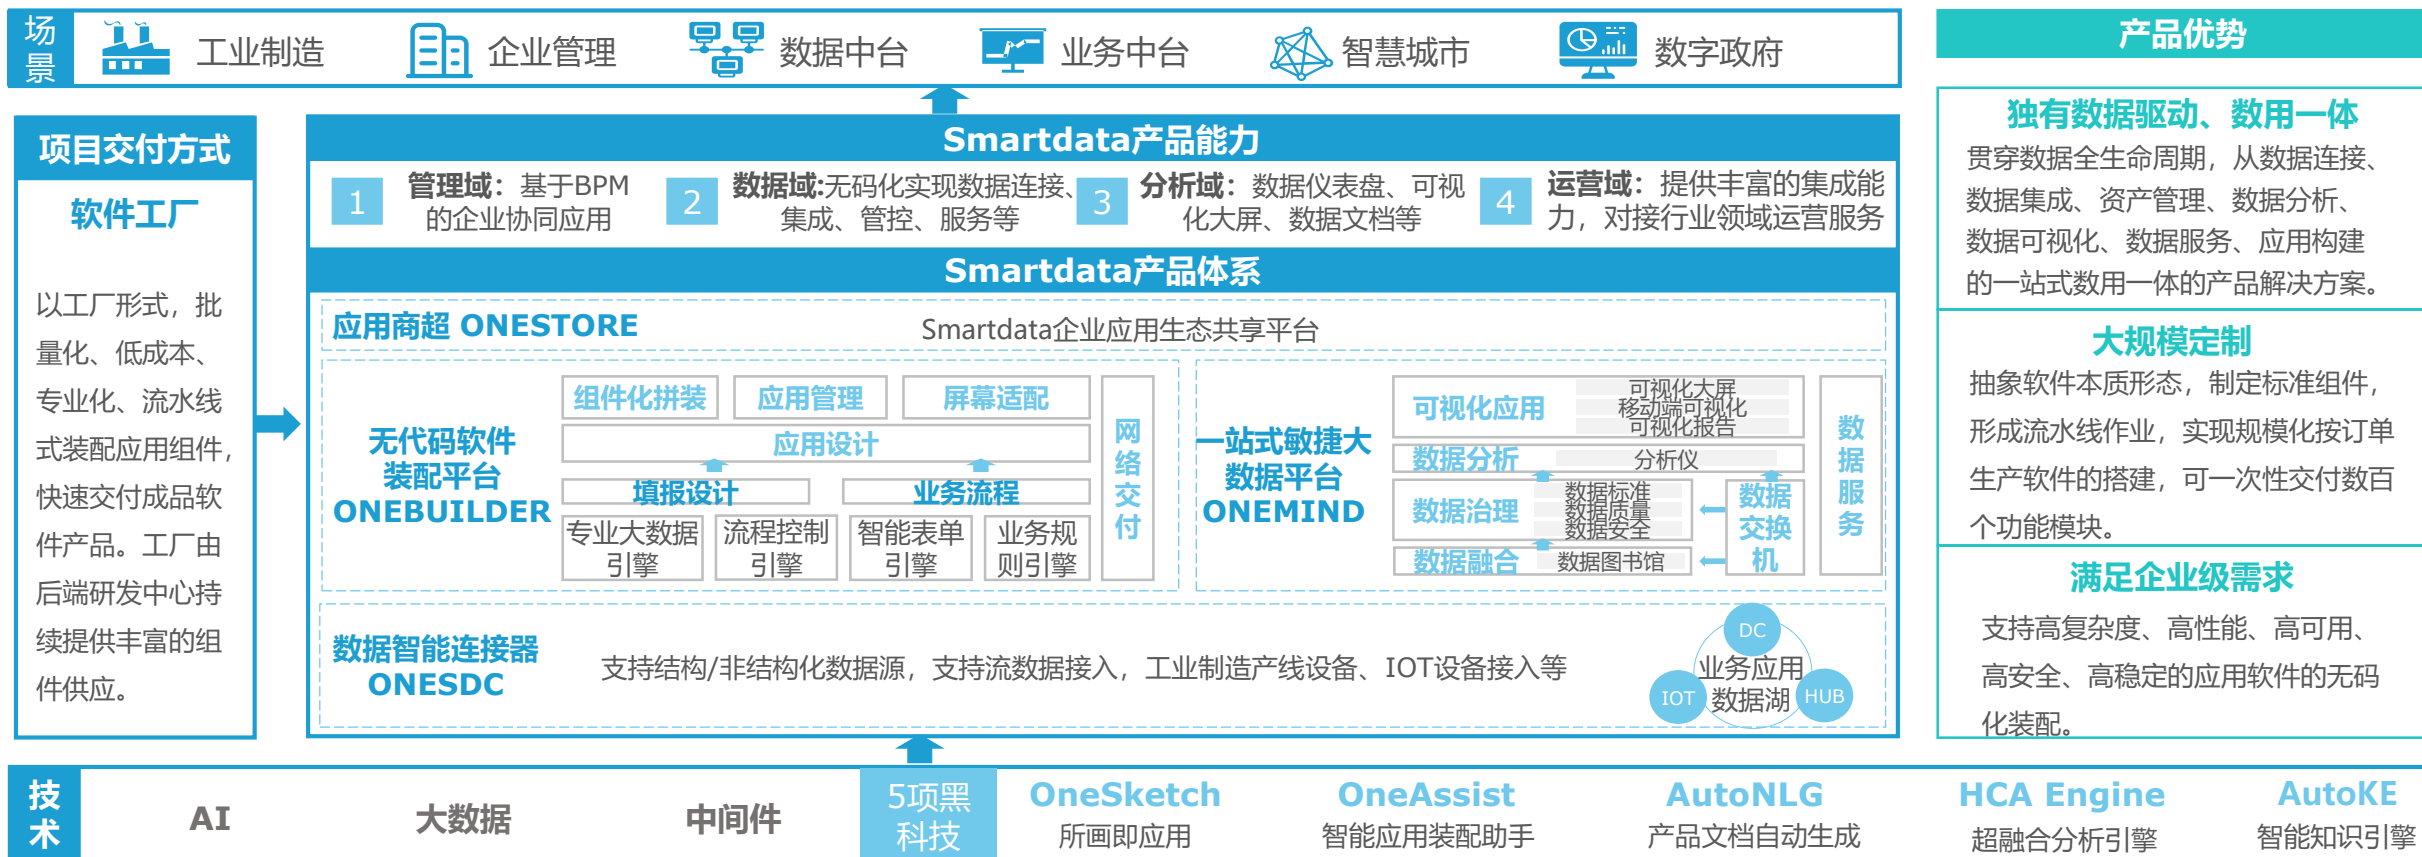 场
景
工业制造
企业管理
数据中台
业务中台
智慧城市
数字政府
项目交付方式
软件工厂
以工厂形式，批
量化、低成本、
专业化、流水线
式装配应用组件，
快速交付成品软
件产品。工厂由
后端研发中心持
续提供丰富的组
件供应。
Smartdata产品能力
1
管理域：基于BPM
的企业协同应用
2
数据域:无码化实现数据连接、
集成、管控、服务等
3
分析域：数据仪表盘、可视
化大屏、数据文档等
4
运营域：提供丰富的集成能
力，对接行业领域运营服务
Smartdata产品体系
应用商超 ONESTORE
Smartdata企业应用生态共享平台
无代码软件
装配平台
ONEBUILDER
组件化拼装
应用管理
屏幕适配
应用设计
填报设计
业务流程
专业大数据
引擎
流程控制
引擎
智能表单
引擎
业务规
则引擎
网
络
交
付
一站式敏捷大
数据平台
ONEMIND
可视化应用
可视化大屏
移动端可视化
可视化报告
数据分析
分析仪
数据治理
数据标准
数据质量
数据安全
数据融合
数据图书馆
数据
交换
机
数
据
服
务
数据智能连接器
ONESDC
支持结构/非结构化数据源，支持流数据接入，工业制造产线设备、IOT设备接入等
DC
业务应用
数据湖
IOT
HUB
产品优势
独有数据驱动、数用一体
贯穿数据全生命周期，从数据连接、
数据集成、资产管理、数据分析、
数据可视化、数据服务、应用构建
的一站式数用一体的产品解决方案。
大规模定制
抽象软件本质形态，制定标准组件，
形成流水线作业，实现规模化按订单
生产软件的搭建，可一次性交付数百
个功能模块。
满足企业级需求
支持高复杂度、高性能、高可用、
高安全、高稳定的应用软件的无码
化装配。
技
术
AI
大数据
中间件
5项黑
科技
OneSketch
所画即应用
OneAssist
智能应用装配助手
AutoNLG
产品文档自动生成
HCA Engine
超融合分析引擎
AutoKE
智能知识引擎